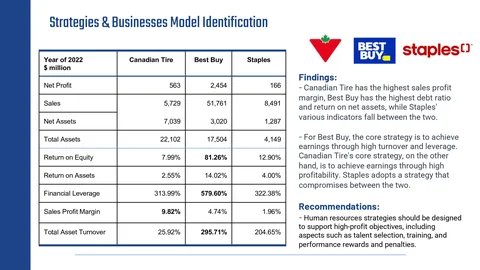 Strategies & Businesses Model Identification
Year of 2022 Canadian Tire Best Buy Staples
$ million
Net Profit 563 2,454 166
Sales 5,729 51,761 8,491
Net Assets 7,039 3,020 1,287
Total Assets 22,102 17,504 4,149
Return on Equity 7.99% 81.26% 12.90%
Return on Assets 2.55% 14.02% 4.00%
Financial Leverage 313.99% 579.60% 322.38%
Sales Profit Margin 9.82% 4.74% 1.96%
Total Asset Turnover 25.92% 295.71% 204.65%
BEST
BUY
staples
Findings:
- Canadian Tire has the highest sales profit
margin, Best Buy has the highest debt ratio
and return on net assets, while Staples'
various indicators fall between the two.
- For Best Buy, the core strategy is to achieve
earnings through high turnover and leverage.
Canadian Tire's core strategy, on the other
hand, is to achieve earnings through high
profitability. Staples adopts a strategy that
compromises between the two.
Recommendations:
- Human resources strategies should be designed
to support high-profit objectives, including
aspects such as talent selection, training, and
performance rewards and penalties.